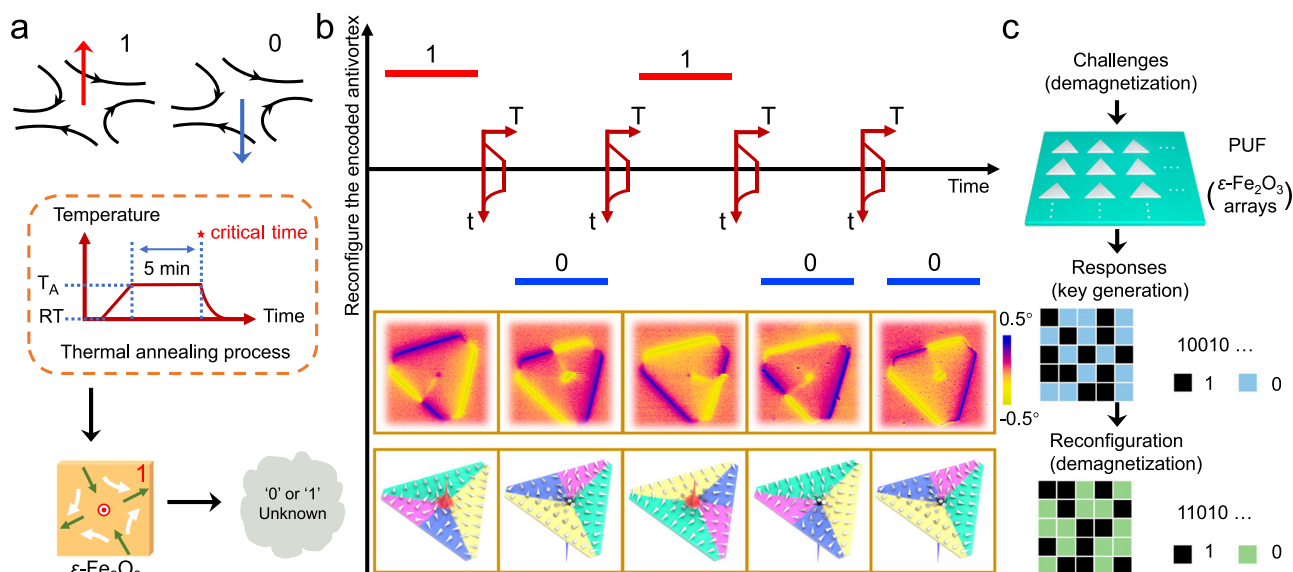 a
1
0
Temperature
★ critical time
5 min
T_A
RT
Time
Thermal annealing process
1
'0' or '1'
Unknown
b
Reconfigure the encoded antivortex
1
1
T
T
T
T
Time
t
t
t
t
0
0
0
0.5°
-0.5°
c
Challenges
(demagnetization)
PUF
(ε-Fe₂O₃
arrays)
Responses
(key generation)
10010 ...
1
0
Reconfiguration
(demagnetization)
11010 ...
1
0